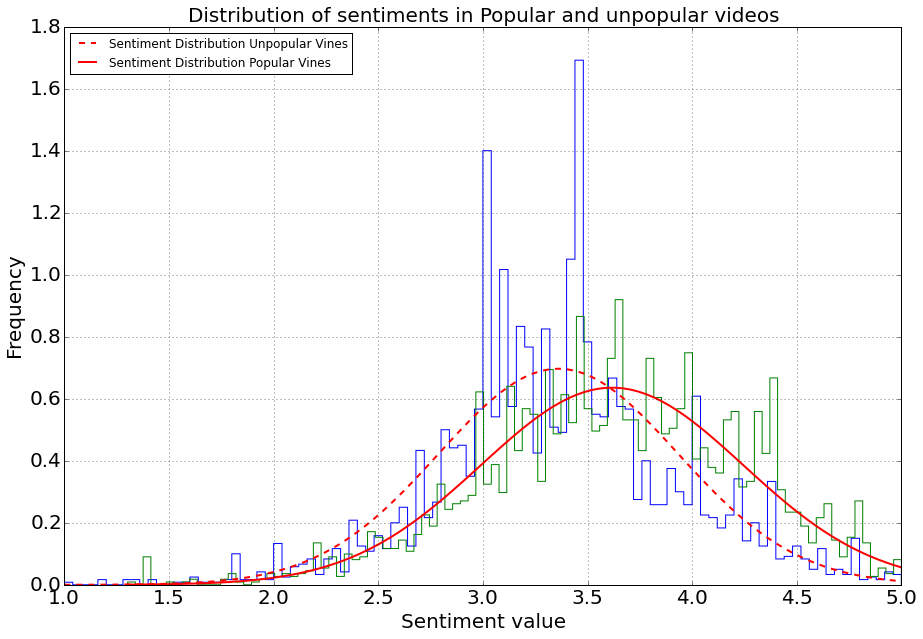 Distribution of sentiments in Popular and unpopular videos
Sentiment Distribution Unpopular Vines
Sentiment Distribution Popular Vines
1.8
1.6
1.4
1.2
1.0
0.8
0.6
0.4
0.2
0.0
Frequency
1.0 1.5 2.0 2.5 3.0 3.5 4.0 4.5 5.0
Sentiment value